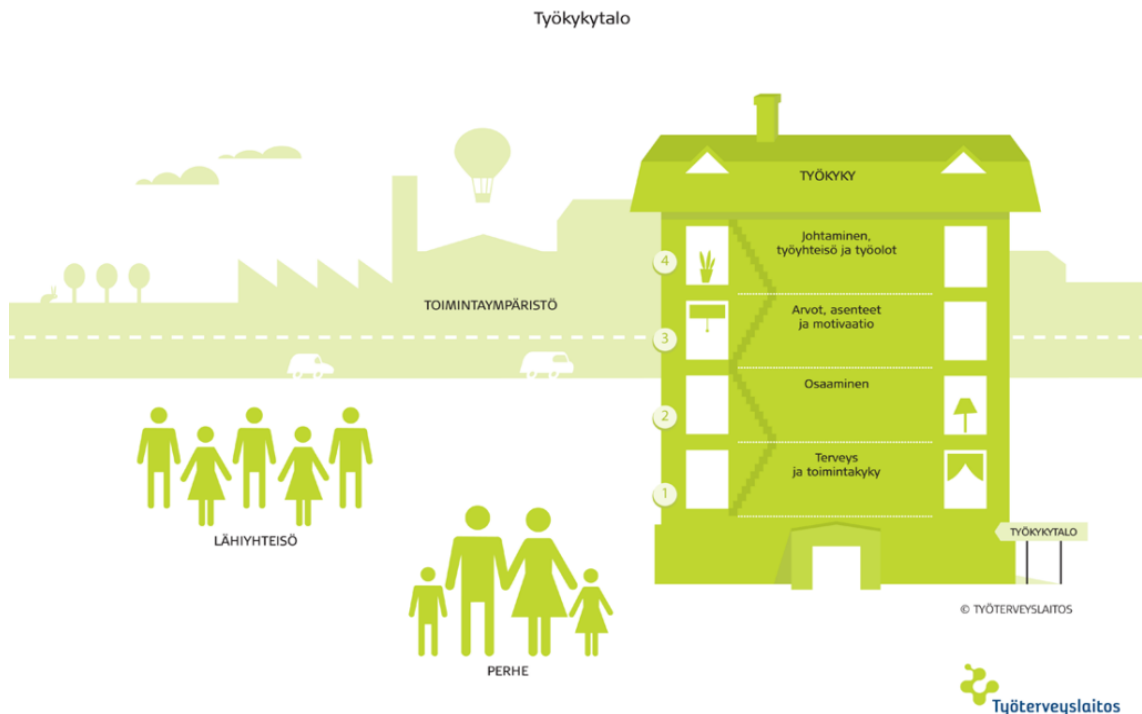 Työkykytalo
TYÖKYKY
4
Johtaminen,
työyhteisö ja työolot
TOIMINTAYMPÄRISTÖ
3
Arvot, asenteet
ja motivaatio
2
Osaaminen
1
Terveys
ja toimintakyky
LÄHIYHTEISÖ
PERHE
TYÖKYKYTALO
© TYÖTERVEYSLAITOS
Työterveyslaitos